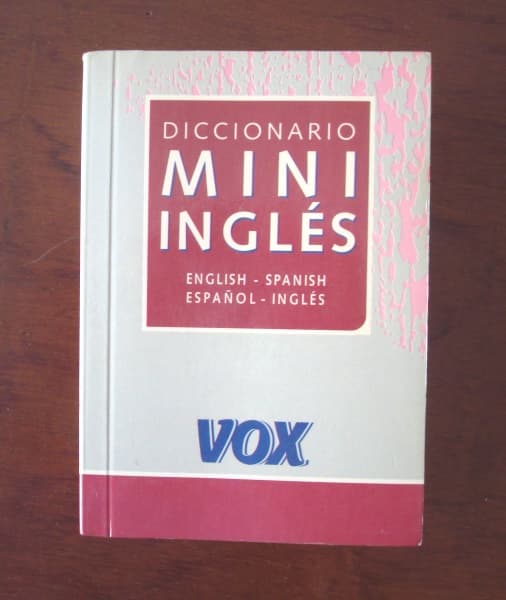 DICCIONARIO
MINI
INGLÉS
ENGLISH - SPANISH
ESPAÑOL - INGLÉS
VOX